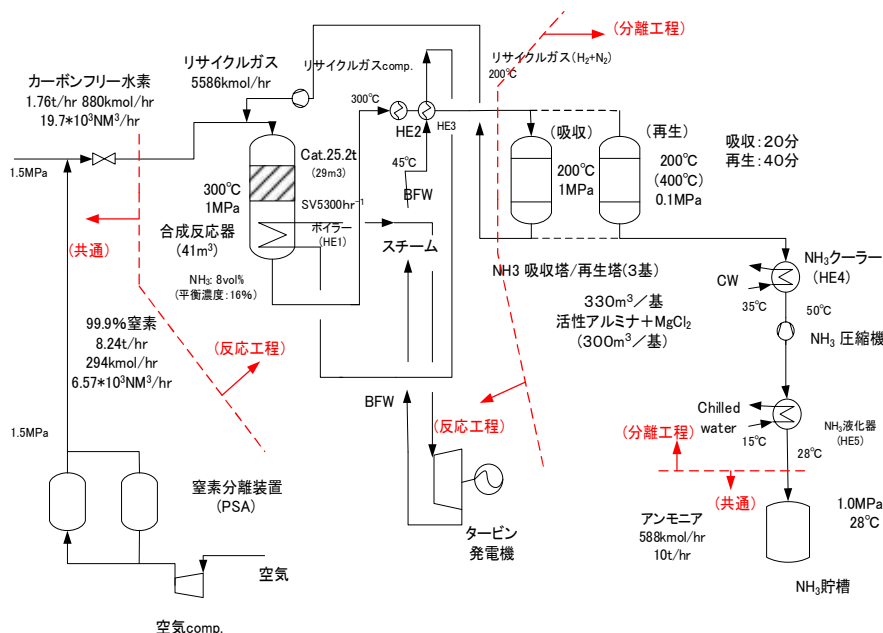 (分離工程)
リサイクルガス
5586kmol/hr
リサイクルガスcomp.
リサイクルガス(H₂+N₂)
200℃
カーボンフリー水素
1.76t/hr 880kmol/hr
19.7*10³NM³/hr
300℃
HE2
HE3
(吸収)
(再生)
吸収:20分
再生:40分
1.5MPa
Cat.25.2t
(29m3)
45℃
BFW
200℃
1MPa
200℃
(400℃)
0.1MPa
300℃
1MPa
SV5300hr⁻¹
合成反応器
(41m³)
ボイラー
(HE1)
スチーム
(共通)
NH₃: 8vol%
(平衡濃度:16%)
NH3 吸収塔/再生塔(3基)
330m³/基
活性アルミナ+MgCl₂
(300m³/基)
NH₃クーラー
(HE4)
CW
35℃
50℃
NH₃ 圧縮機
99.9%窒素
8.24t/hr
294kmol/hr
6.57*10³NM³/hr
(反応工程)
BFW
(反応工程)
Chilled
water
15℃
NH₃液化器
(HE5)
28℃
(分離工程)
1.5MPa
窒素分離装置
(PSA)
(共通)
アンモニア
588kmol/hr
10t/hr
1.0MPa
28℃
タービン
発電機
空気
NH₃貯槽
空気comp.